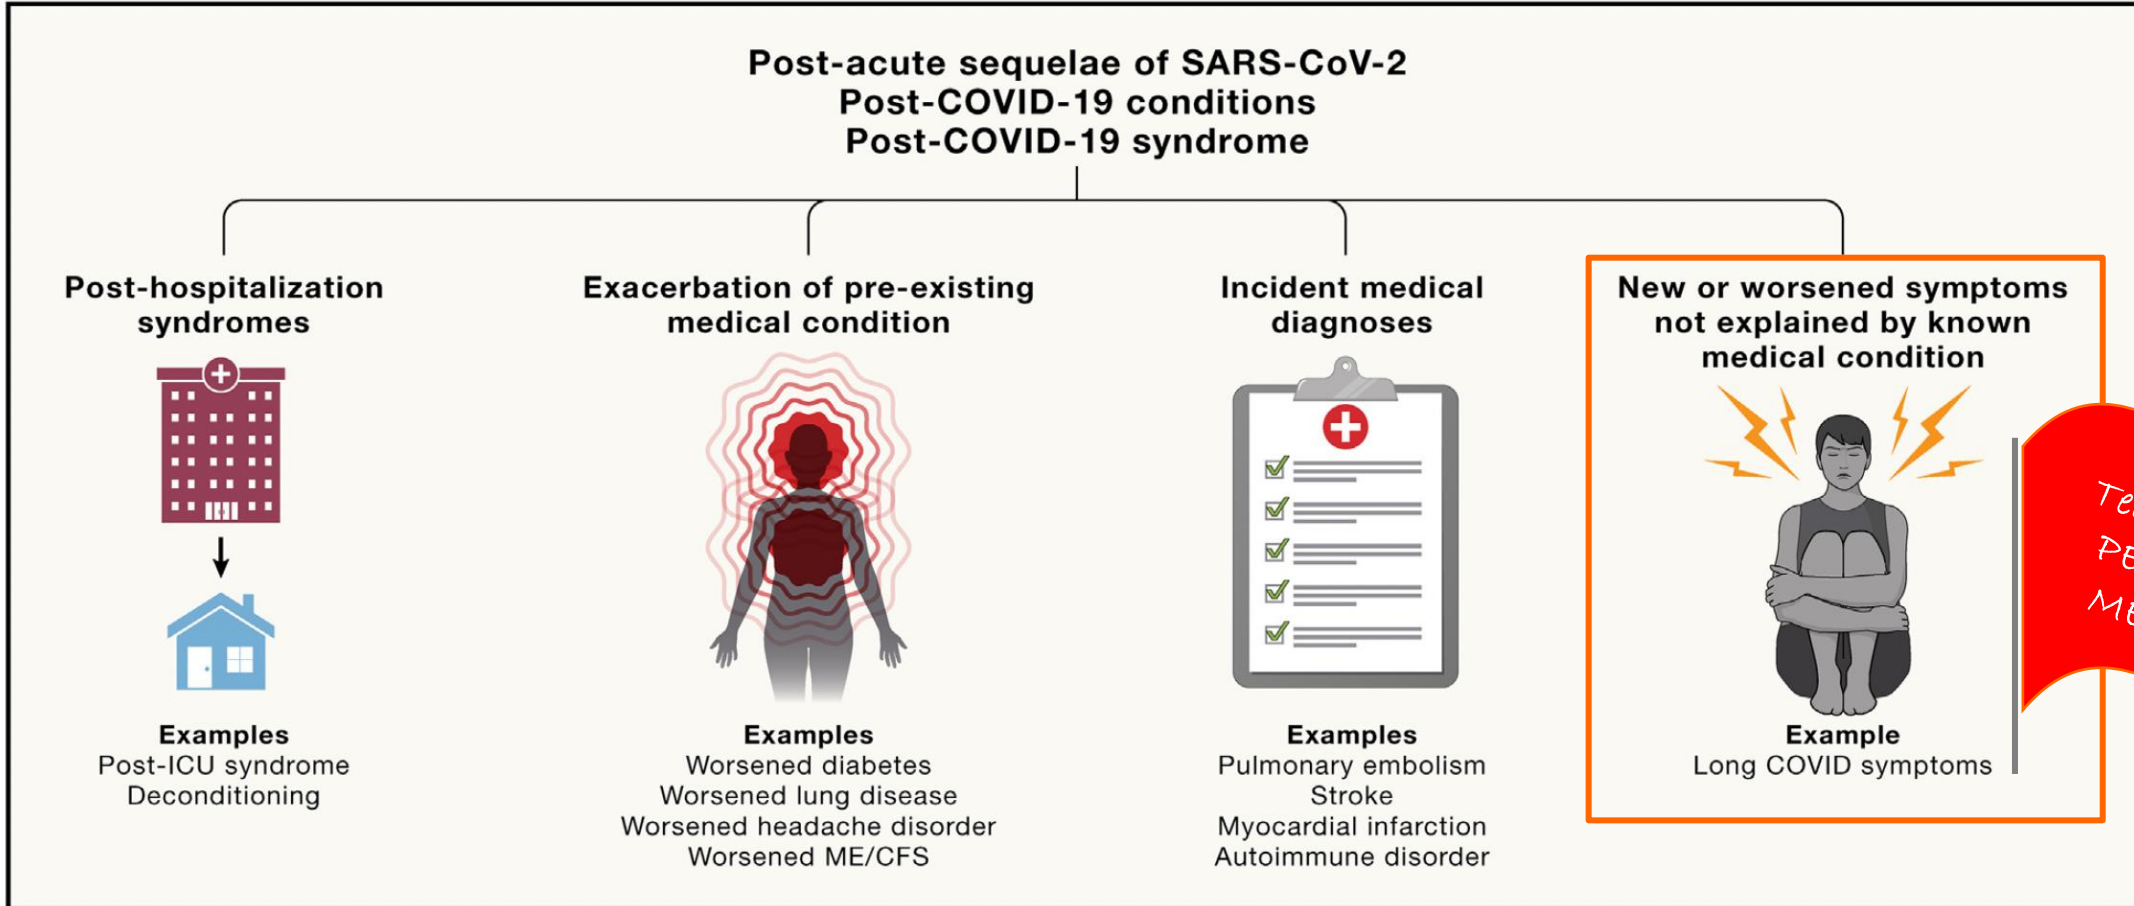 Post-acute sequelae of SARS-CoV-2
Post-COVID-19 conditions
Post-COVID-19 syndrome
Post-hospitalization
syndromes
Examples
Post-ICU syndrome
Deconditioning
Exacerbation of pre-existing
medical condition
Examples
Worsened diabetes
Worsened lung disease
Worsened headache disorder
Worsened ME/CFS
Incident medical
diagnoses
Examples
Pulmonary embolism
Stroke
Myocardial infarction
Autoimmune disorder
New or worsened symptoms
not explained by known
medical condition
Example
Long COVID symptoms